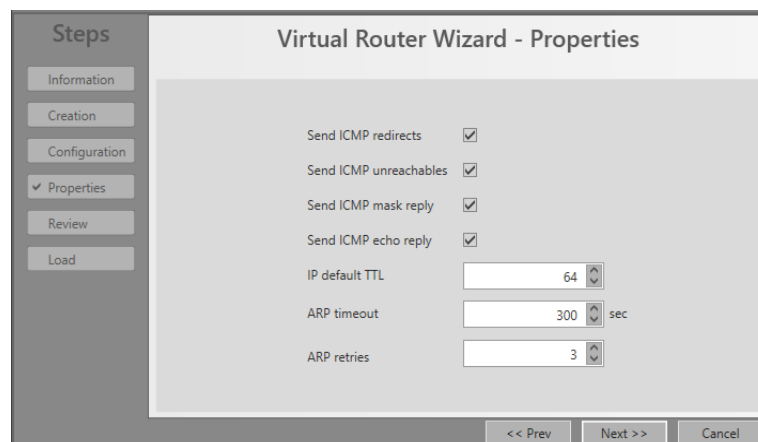 Steps
Information
Creation
Configuration
Properties
Review
Load
Virtual Router Wizard - Properties
Send ICMP redirects
Send ICMP unreachables
Send ICMP mask reply
Send ICMP echo reply
IP default TTL 64
ARP timeout 300 sec
ARP retries 3
<< Prev Next >> Cancel